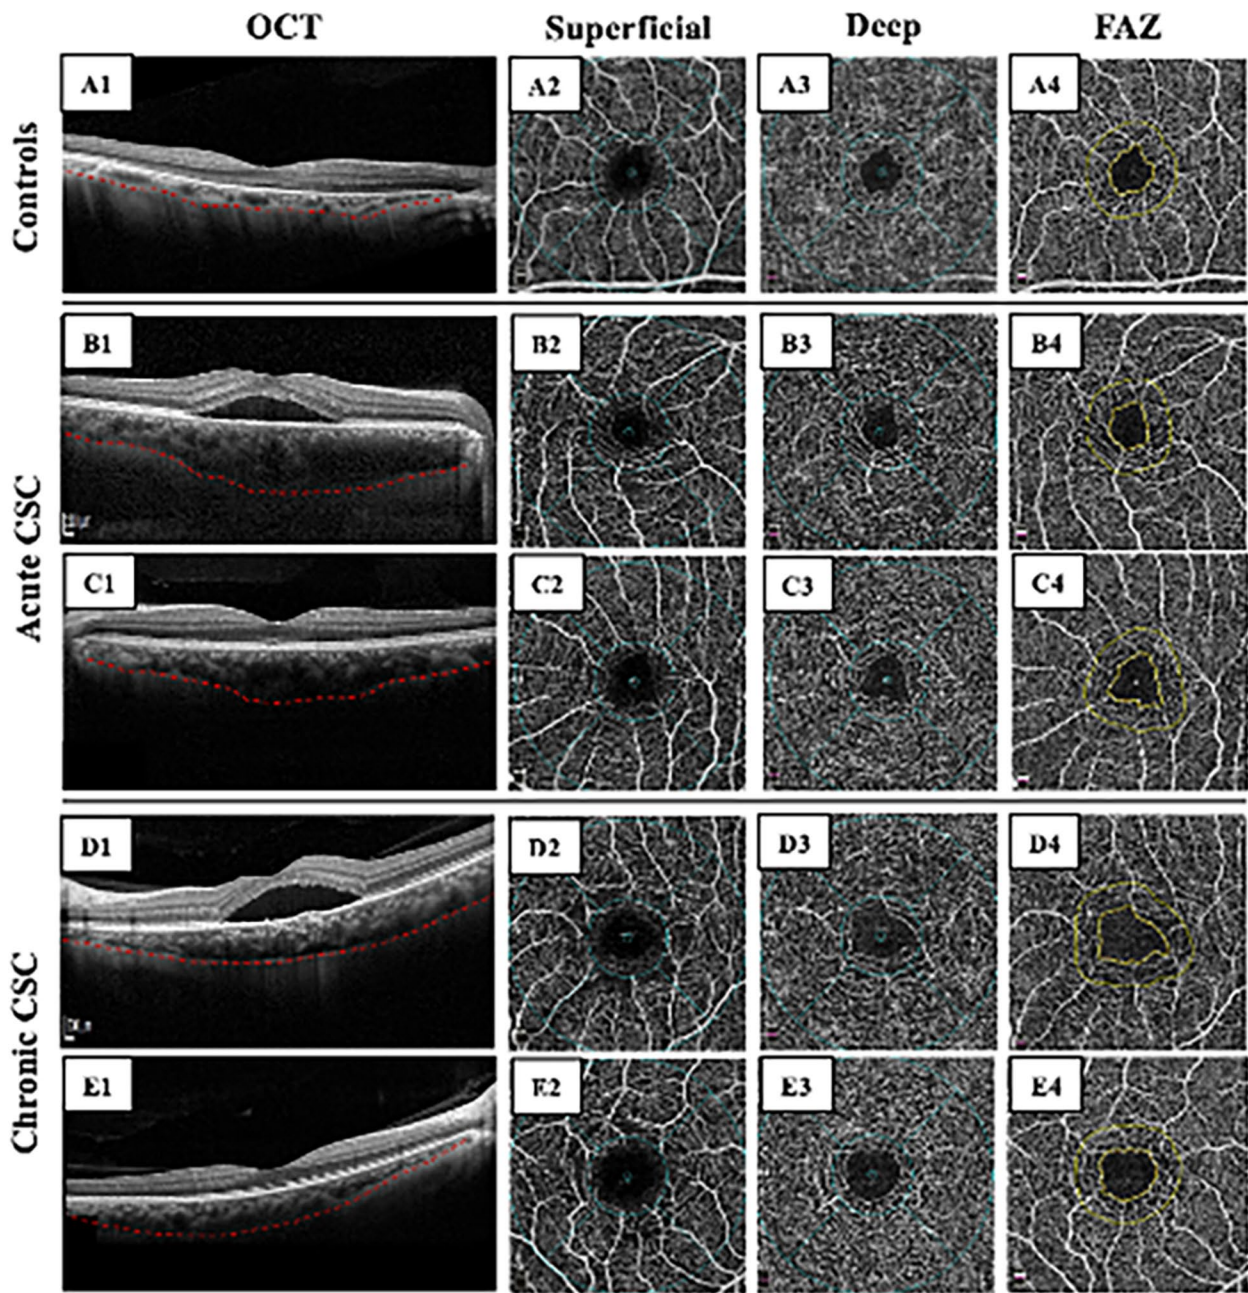 OCT Superficial Deep FAZ
Controls
A1 A2 A3 A4
Acute CSC
B1 B2 B3 B4
C1 C2 C3 C4
Chronic CSC
D1 D2 D3 D4
E1 E2 E3 E4